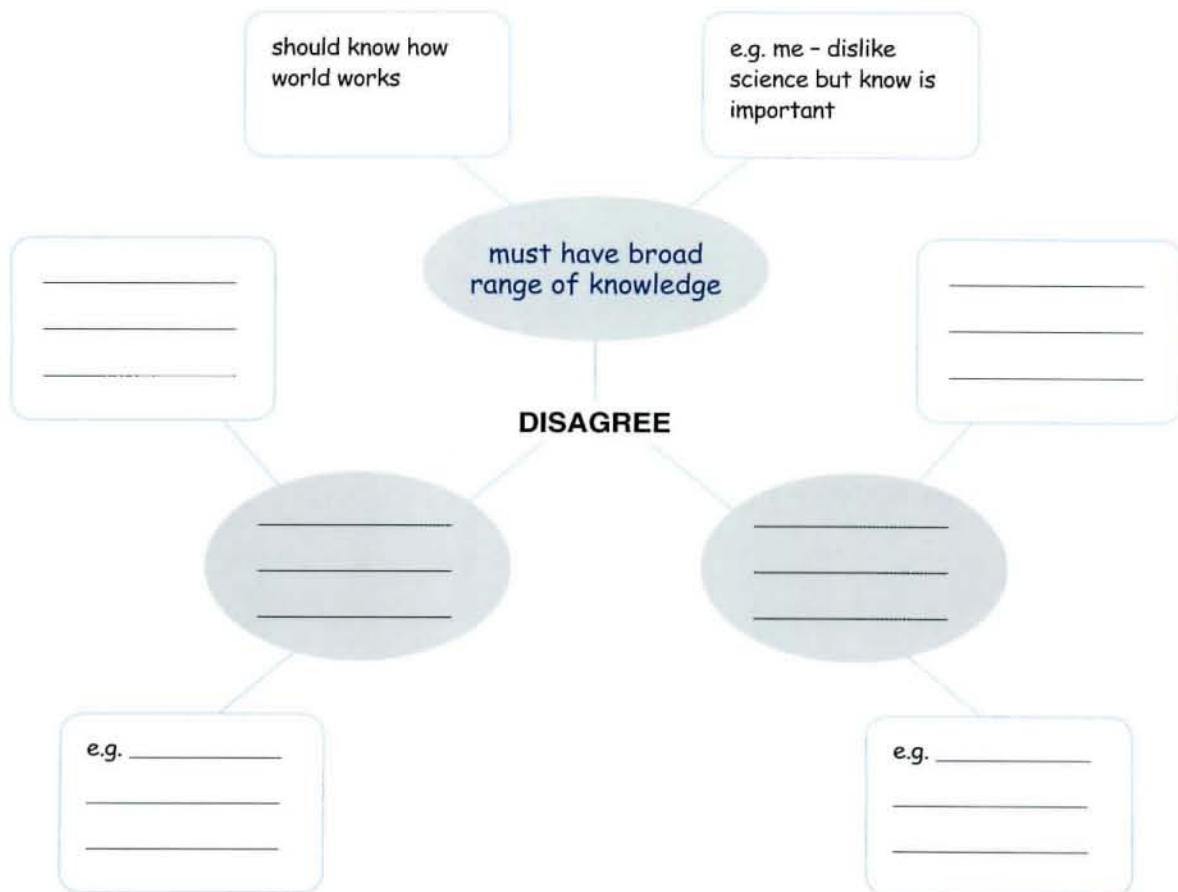 should know how
world works
e.g. me – dislike
science but know is
important
must have broad
range of knowledge
DISAGREE
e.g.
e.g.